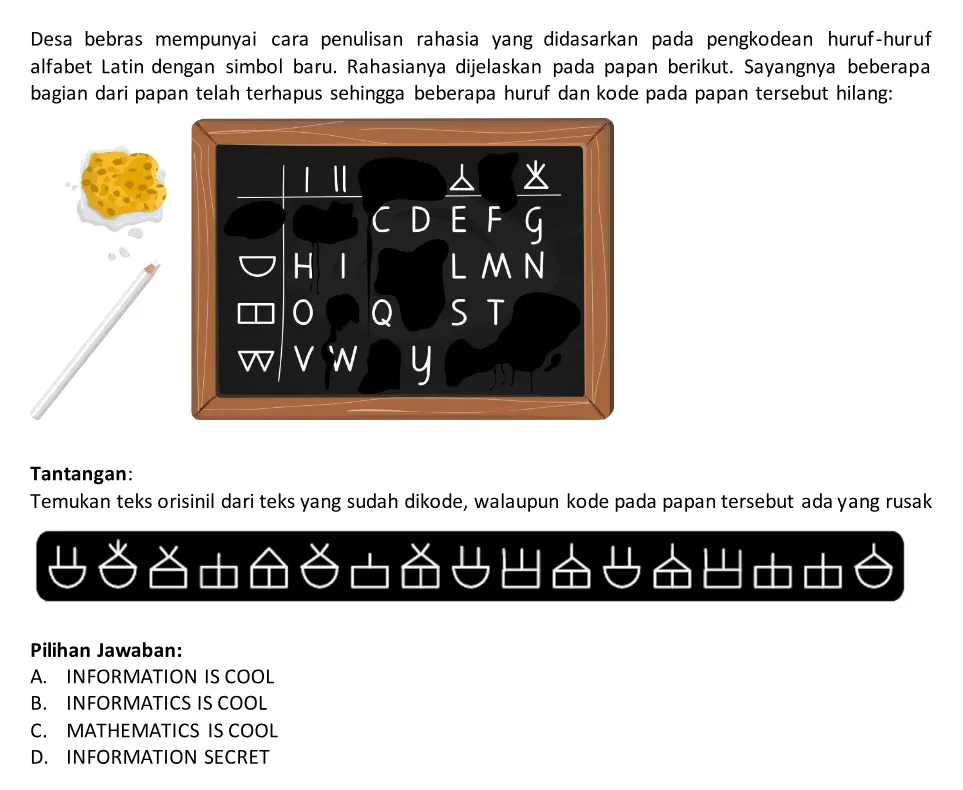 Desa bebras mempunyai cara penulisan rahasia yang didasarkan pada pengkodean huruf-huruf
alfabet Latin dengan simbol baru. Rahasianya dijelaskan pada papan berikut. Sayangnya beberapa
bagian dari papan telah terhapus sehingga beberapa huruf dan kode pada papan tersebut hilang:
C D E F G
H I L M N
O Q S T
V W Y
Tantangan:
Temukan teks orisinil dari teks yang sudah dikode, walaupun kode pada papan tersebut ada yang rusak
Pilihan Jawaban:
A. INFORMATION IS COOL
B. INFORMATICS IS COOL
C. MATHEMATICS IS COOL
D. INFORMATION SECRET